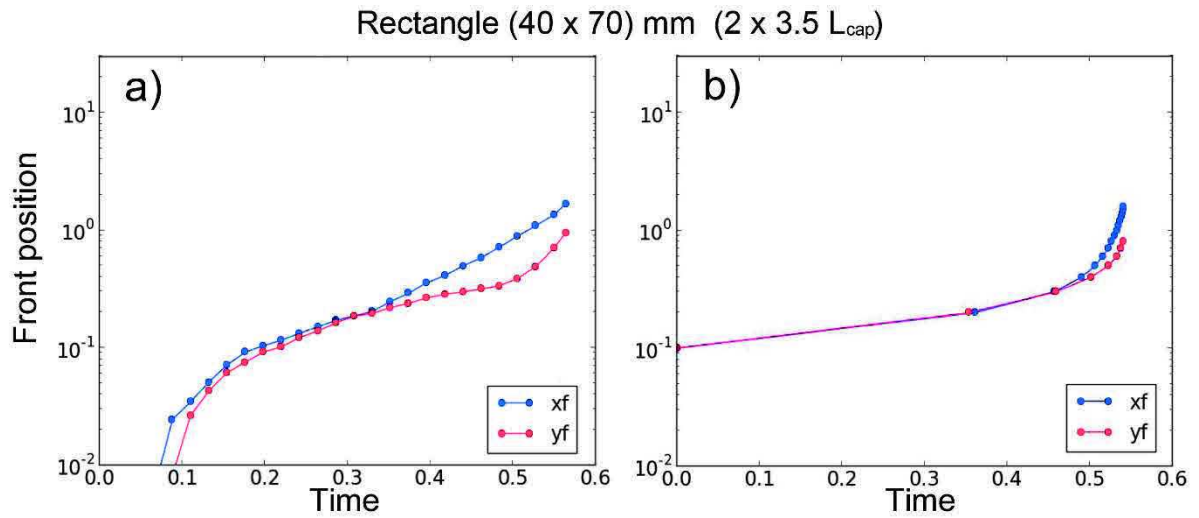 Rectangle (40 x 70) mm (2 x 3.5 Lcap)
a)
b)
Front position
10¹
10⁰
10⁻¹
10⁻²
0.0 0.1 0.2 0.3 0.4 0.5 0.6
Time
xf
yf
10¹
10⁰
10⁻¹
10⁻²
0.0 0.1 0.2 0.3 0.4 0.5 0.6
Time
xf
yf